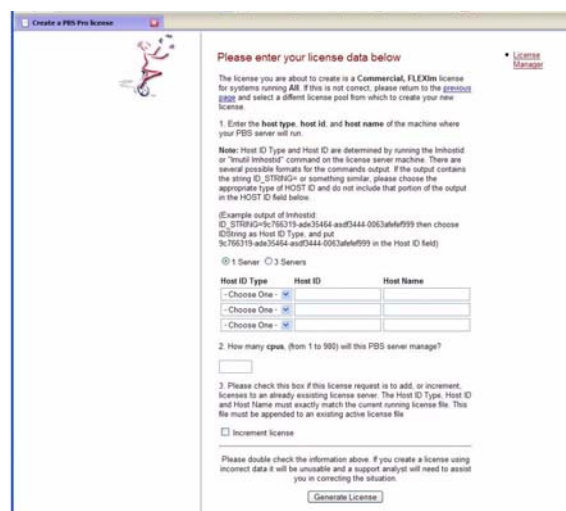 Create a PBS Pro license
Please enter your license data below
License
Manager
The license you are about to create is a Commercial, FLEXlm license
for systems running All. If this is not correct, please return to the previous
page and select a differnt license pool from which to create your new
license.
1. Enter the host type, host id, and host name of the machine where
your PBS server will run.
Note: Host ID Type and Host ID are determined by running the lmhostid
or "lmutil lmhostid" command on the license server machine. There are
several possible formats for the commands output. If the output contains
the string ID_STRING= or something similar, please choose the
appropriate type of HOST ID and do not include that portion of the output
in the HOST ID field below.
(Example output of lmhostid:
ID_STRING=9c766319-ade35464-asdf3444-0063afefef999 then choose
IDString as Host ID Type, and put
9c766319-ade35464-asdf3444-0063afefef999 in the Host ID field)
1 Server 3 Servers
Host ID Type Host ID Host Name
- Choose One -
- Choose One -
- Choose One -
2. How many cpus, (from 1 to 980) will this PBS server manage?
3. Please check this box if this license request is to add, or increment,
licenses to an already exsisting license server. The Host ID Type, Host ID
and Host Name must exactly match the current running license file. This
file must be appended to an existing active license file
Increment license
Please double check the information above. If you create a license using
incorrect data it will be unusable and a support analyst will need to assist
you in correcting the situation.
Generate License